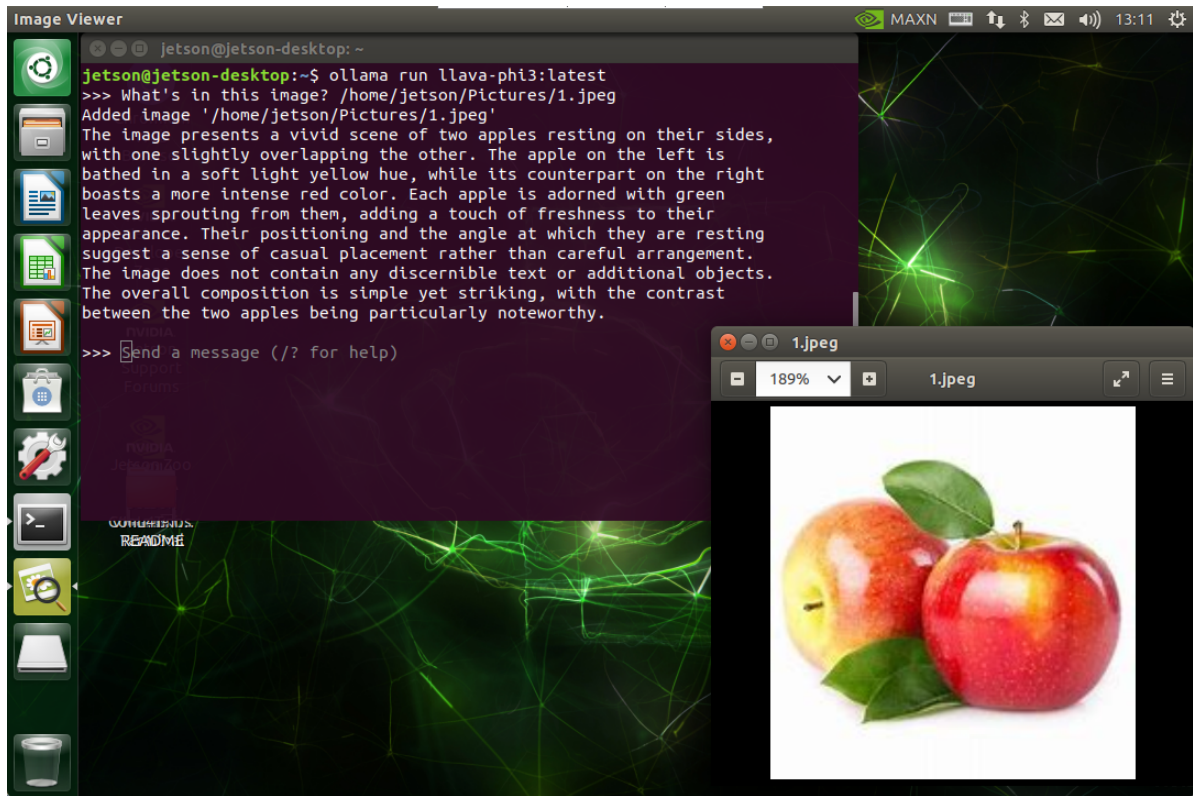 Image Viewer
MAXN
13:11
jetson@jetson-desktop: ~
jetson@jetson-desktop:~$ ollama run llava-phi3:latest
>>> What's in this image? /home/jetson/Pictures/1.jpeg
Added image '/home/jetson/Pictures/1.jpeg'
The image presents a vivid scene of two apples resting on their sides,
with one slightly overlapping the other. The apple on the left is
bathed in a soft light yellow hue, while its counterpart on the right
boasts a more intense red color. Each apple is adorned with green
leaves sprouting from them, adding a touch of freshness to their
appearance. Their positioning and the angle at which they are resting
suggest a sense of casual placement rather than careful arrangement.
The image does not contain any discernible text or additional objects.
The overall composition is simple yet striking, with the contrast
between the two apples being particularly noteworthy.
>>> Send a message (/? for help)
NVIDIA
Support
Forums
NVIDIA
1.jpeg
189%
1.jpeg